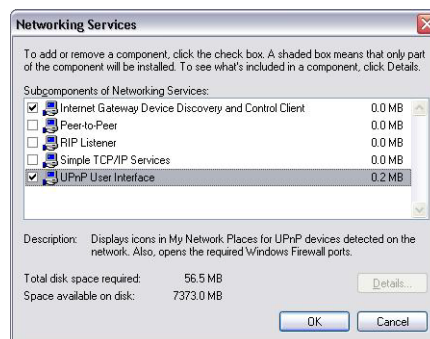 Networking Services
To add or remove a component, click the check box. A shaded box means that only part
of the component will be installed. To see what's included in a component, click Details.
Subcomponents of Networking Services:
Internet Gateway Device Discovery and Control Client 0.0 MB
Peer-to-Peer 0.0 MB
RIP Listener 0.0 MB
Simple TCP/IP Services 0.0 MB
UPnP User Interface 0.2 MB
Description: Displays icons in My Network Places for UPnP devices detected on the
network. Also, opens the required Windows Firewall ports.
Total disk space required: 56.5 MB
Space available on disk: 7373.0 MB
Details...
OK Cancel